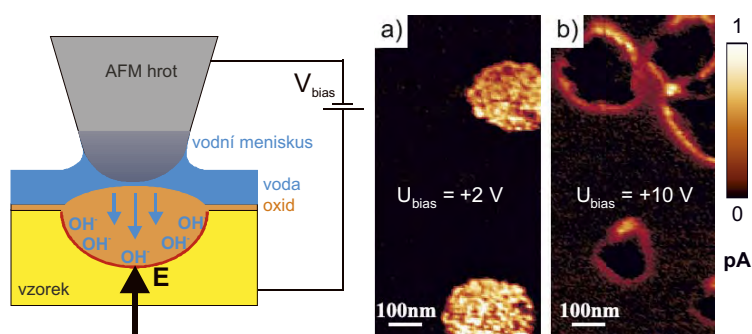 AFM hrot
V bias
vodní meniskus
voda
oxid
OH- OH-
OH- OH-
OH-
E
vzorek
a)
U bias = +2 V
100nm
b)
U bias = +10 V
100nm
1
0
pA